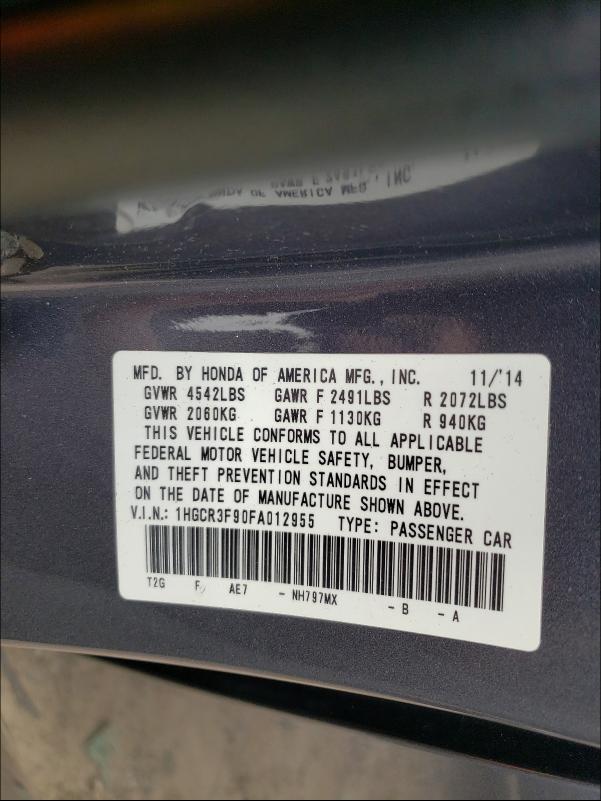 MFD. BY HONDA OF AMERICA MFG., INC. 11/'14
GVWR 4542LBS GAWR F 2491LBS R 2072LBS
GVWR 2060KG GAWR F 1130KG R 940KG
THIS VEHICLE CONFORMS TO ALL APPLICABLE
FEDERAL MOTOR VEHICLE SAFETY, BUMPER,
AND THEFT PREVENTION STANDARDS IN EFFECT
ON THE DATE OF MANUFACTURE SHOWN ABOVE.
V.I.N.: 1HGCR3F90FA012955 TYPE: PASSENGER CAR
T2G F AE7 - NH797MX - B - A